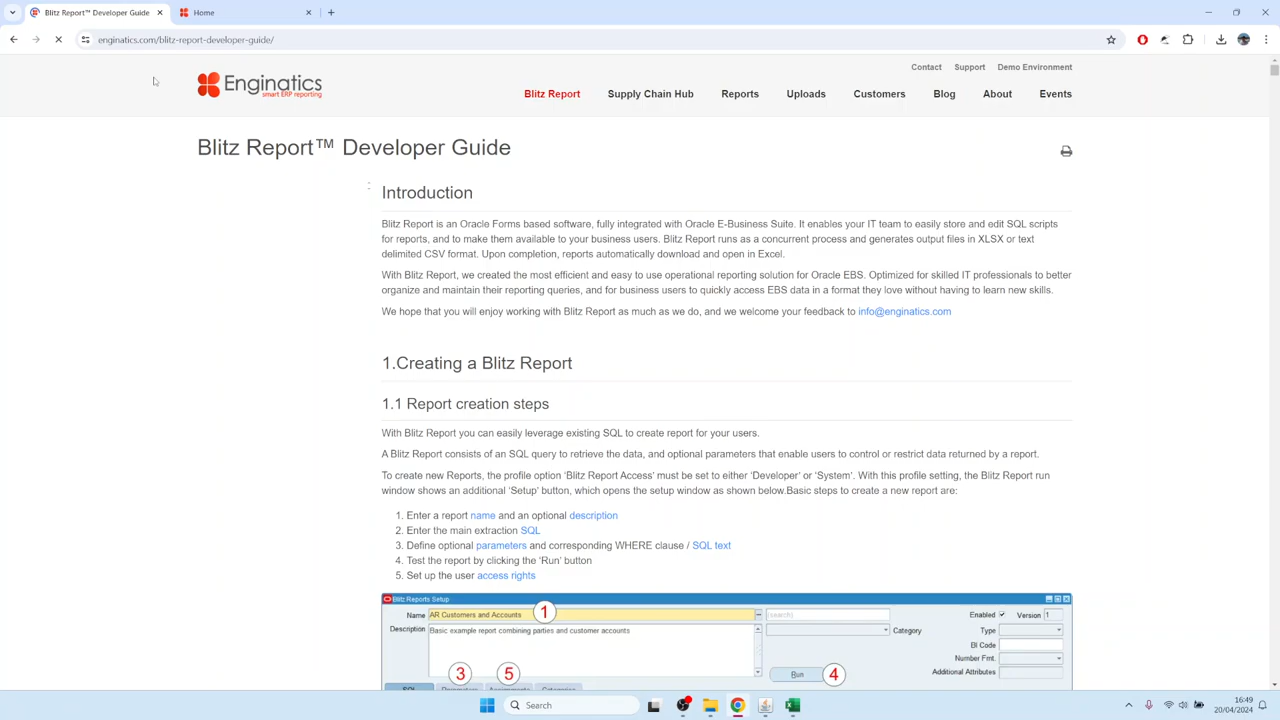 Blitz Report™ Developer Guide
Home
enginatics.com/blitz-report-developer-guide/
Contact Support Demo Environment
Enginatics
smart ERP reporting
Blitz Report Supply Chain Hub Reports Uploads Customers Blog About Events
Blitz Report™ Developer Guide
Introduction
Blitz Report is an Oracle Forms based software, fully integrated with Oracle E-Business Suite. It enables your IT team to easily store and edit SQL scripts
for reports, and to make them available to your business users. Blitz Report runs as a concurrent process and generates output files in XLSX or text
delimited CSV format. Upon completion, reports automatically download and open in Excel.
With Blitz Report, we created the most efficient and easy to use operational reporting solution for Oracle EBS. Optimized for skilled IT professionals to better
organize and maintain their reporting queries, and for business users to quickly access EBS data in a format they love without having to learn new skills.
We hope that you will enjoy working with Blitz Report as much as we do, and we welcome your feedback to info@enginatics.com
1.Creating a Blitz Report
1.1 Report creation steps
With Blitz Report you can easily leverage existing SQL to create report for your users.
A Blitz Report consists of an SQL query to retrieve the data, and optional parameters that enable users to control or restrict data returned by a report.
To create new Reports, the profile option 'Blitz Report Access' must be set to either 'Developer' or 'System'. With this profile setting, the Blitz Report run
window shows an additional 'Setup' button, which opens the setup window as shown below.Basic steps to create a new report are:
1. Enter a report name and an optional description
2. Enter the main extraction SQL
3. Define optional parameters and corresponding WHERE clause / SQL text
4. Test the report by clicking the 'Run' button
5. Set up the user access rights
Blitz Reports Setup
Name AR Customers and Accounts 1 (search) Enabled Version 1
Description Basic example report combining parties and customer accounts Category Type
BI Code
Number Fmt.
3 5 Run 4 Additional Attributes
SQL Parameters Assignments Categories
Search
16:49
20/04/2024